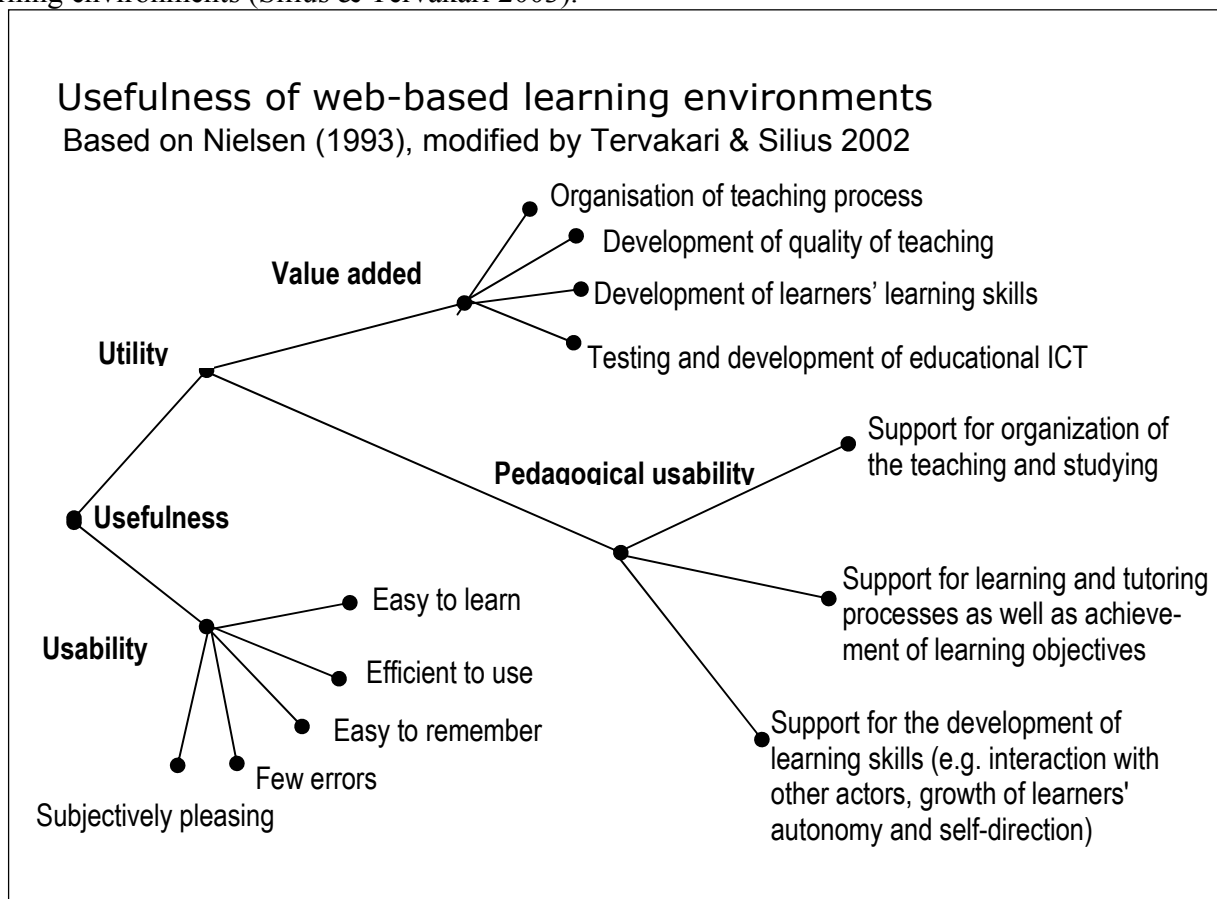 rning environments (Silius & Tervakari 2003).
Usefulness of web-based learning environments
Based on Nielsen (1993), modified by Tervakari & Silius 2002
Organisation of teaching process
Development of quality of teaching
Value added
Development of learners’ learning skills
Utility
Testing and development of educational ICT
Support for organization of
the teaching and studying
Pedagogical usability
Usefulness
Easy to learn
Support for learning and tutoring
processes as well as achieve-
ment of learning objectives
Usability
Efficient to use
Easy to remember
Support for the development of
learning skills (e.g. interaction with
other actors, growth of learners'
autonomy and self-direction)
Few errors
Subjectively pleasing